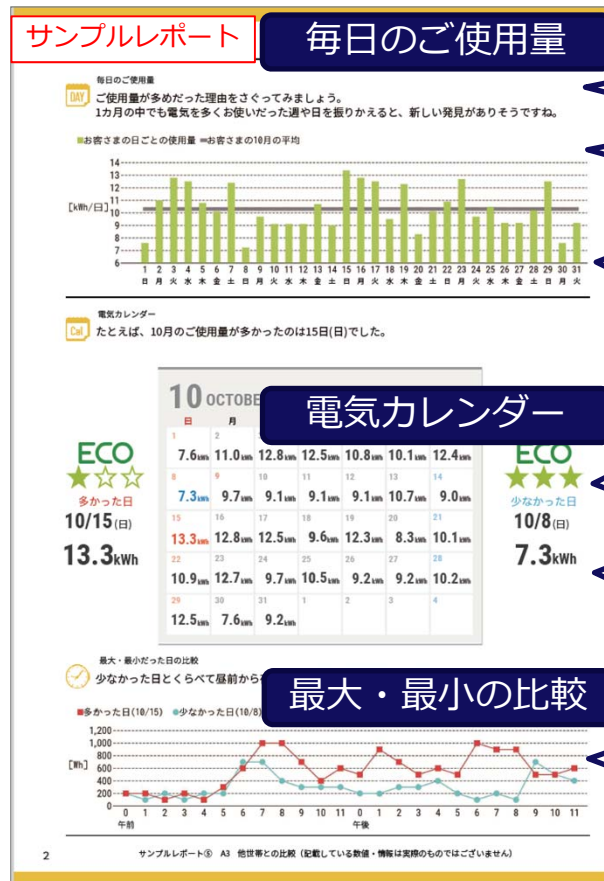 サンプルレポート
毎日のご使用量
毎日のご使用量
DAY
ご使用量が多めだった理由をさぐってみましょう。
1カ月の中でも電気を多くお使いだった週や日を振りかえると、新しい発見がありそうですね。
■お客さまの日ごとの使用量 ━お客さまの10月の平均
14
13
12
[kWh/日] 11
10
9
8
7
6
1 2 3 4 5 6 7 8 9 10 11 12 13 14 15 16 17 18 19 20 21 22 23 24 25 26 27 28 29 30 31
日 月 火 水 木 金 土 日 月 火 水 木 金 土 日 月 火 水 木 金 土 日 月 火 水 木 金 土 日 月 火
電気カレンダー
Cal
たとえば、10月のご使用量が多かったのは15日(日)でした。
10 OCTOBE
電気カレンダー
日 月
1 2
7.6kWh 11.0kWh 12.8kWh 12.5kWh 10.8kWh 10.1kWh 12.4kWh
8 9 10 11 12 13 14
7.3kWh 9.7kWh 9.1kWh 9.1kWh 9.1kWh 10.7kWh 9.0kWh
15 16 17 18 19 20 21
13.3kWh 12.8kWh 12.5kWh 9.6kWh 12.3kWh 8.3kWh 10.1kWh
22 23 24 25 26 27 28
10.9kWh 12.7kWh 9.7kWh 10.5kWh 9.2kWh 9.2kWh 10.2kWh
29 30 31 1 2 3 4
12.5kWh 7.6kWh 9.2kWh
ECO
★☆☆
多かった日
10/15(日)
13.3kWh
ECO
★★★
少なかった日
10/8(日)
7.3kWh
最大・最小だった日の比較
少なかった日とくらべて昼前から
最大・最小の比較
■多かった日(10/15) ●少なかった日(10/8)
1,200
1,000
[Wh] 800
600
400
200
0
0 1 2 3 4 5 6 7 8 9 10 11 0 1 2 3 4 5 6 7 8 9 10 11
午前 午後
2
サンプルレポート⑤ A3 他世帯との比較（記載している数値・情報は実際のものではございません）